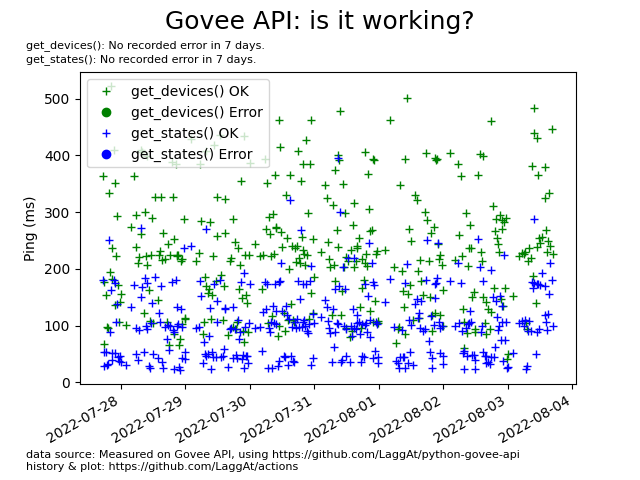 Govee API: is it working?
get_devices(): No recorded error in 7 days.
get_states(): No recorded error in 7 days.
get_devices() OK
get_devices() Error
get_states() OK
get_states() Error
Ping (ms)
500
400
300
200
100
0
2022-07-28
2022-07-29
2022-07-30
2022-07-31
2022-08-01
2022-08-02
2022-08-03
2022-08-04
data source: Measured on Govee API, using https://github.com/LaggAt/python-govee-api
history & plot: https://github.com/LaggAt/actions